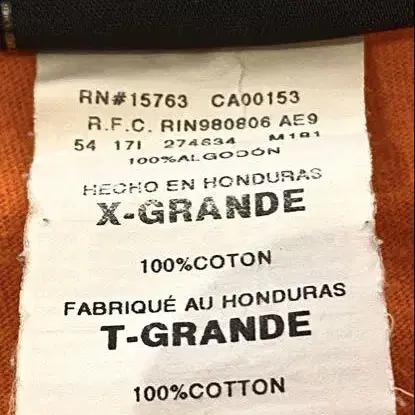 RN#15763 CA00153
R.F.C. RIN980806 AE9
54 17I 274634 M181
100%ALGODÓN
HECHO EN HONDURAS
X-GRANDE
100%COTON
FABRIQUÉ AU HONDURAS
T-GRANDE
100%COTTON